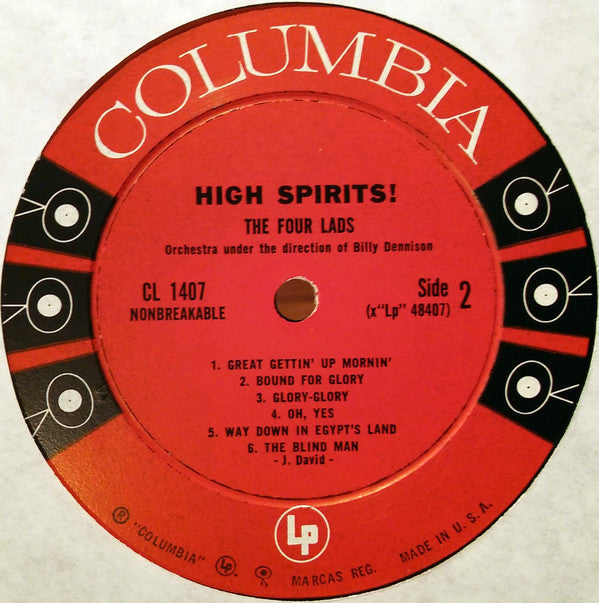 COLUMBIA
HIGH SPIRITS!
THE FOUR LADS
Orchestra under the direction of Billy Dennison
CL 1407
NONBREAKABLE
Side 2
(x"Lp" 48407)
1. GREAT GETTIN' UP MORNIN'
2. BOUND FOR GLORY
3. GLORY-GLORY
4. OH, YES
5. WAY DOWN IN EGYPT'S LAND
6. THE BLIND MAN
- J. David -
Lp
® "COLUMBIA" Lp. MARCAS REG. MADE IN U. S. A.